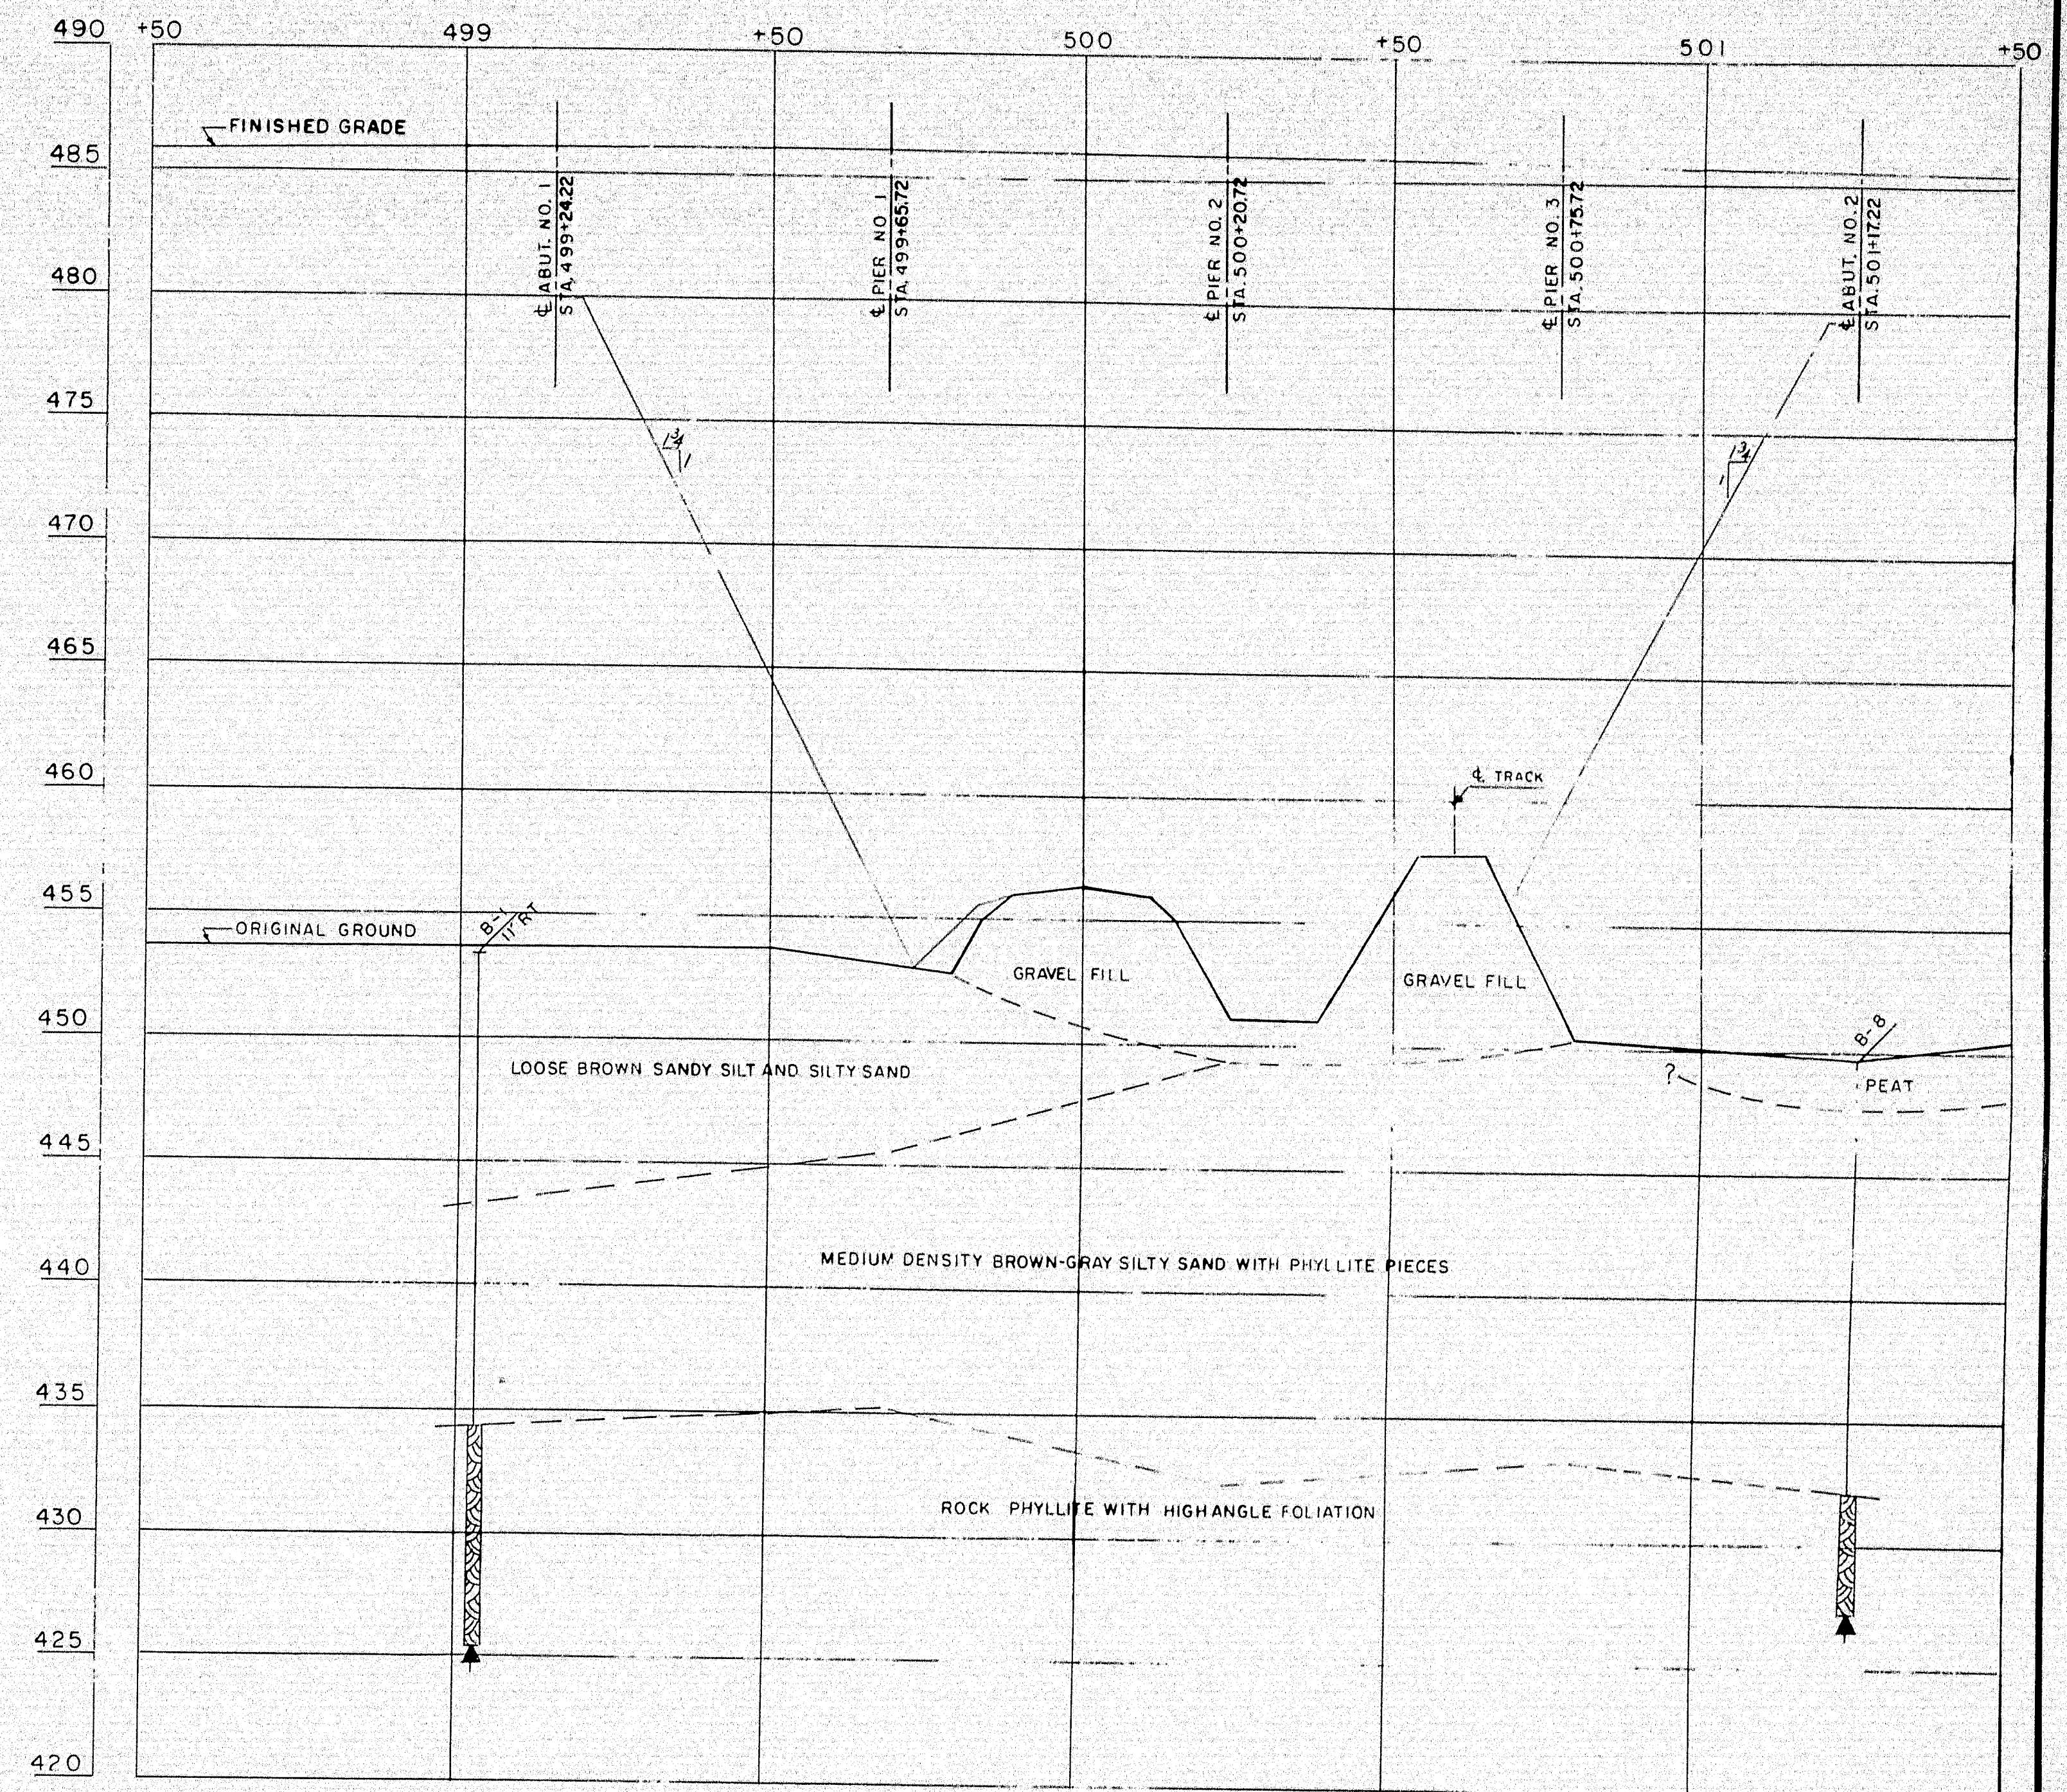 490 +50 499 +50 500 +50 501 +50
FINISHED GRADE
485
℄ ABUT. NO. 1
STA. 499+24.22
℄ PIER NO. 1
STA. 499+65.72
℄ PIER NO. 2
STA. 500+20.72
℄ PIER NO. 3
STA. 500+75.72
℄ ABUT. NO. 2
STA. 501+17.22
480
475
1 3/4
1
1 3/4
1
470
465
460
℄ TRACK
455
ORIGINAL GROUND
B-1
11' RT
GRAVEL FILL
GRAVEL FILL
450
B-8
LOOSE BROWN SANDY SILT AND SILTY SAND
?
PEAT
445
440
MEDIUM DENSITY BROWN-GRAY SILTY SAND WITH PHYLLITE PIECES
435
430
ROCK PHYLLITE WITH HIGH ANGLE FOLIATION
425
420